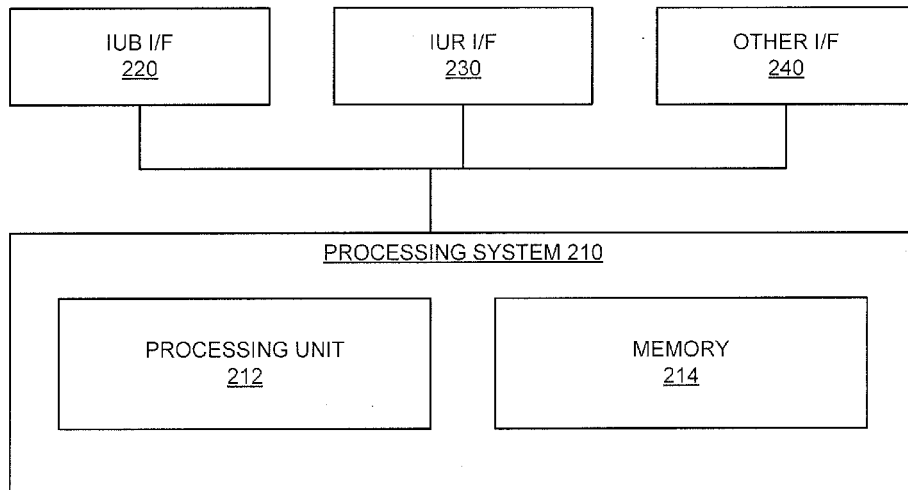 IUB I/F
220
IUR I/F
230
OTHER I/F
240
PROCESSING SYSTEM 210
PROCESSING UNIT
212
MEMORY
214